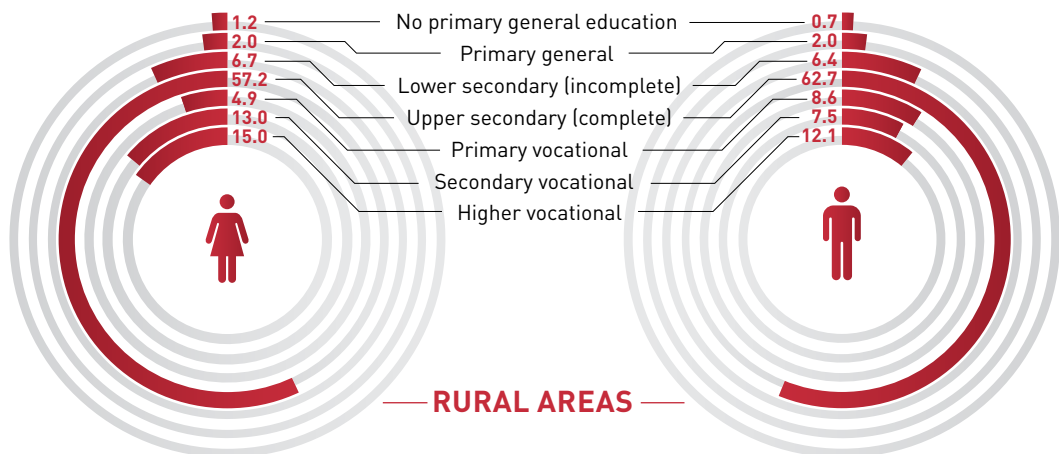 1.2 No primary general education 0.7
2.0 Primary general 2.0
6.7 Lower secondary (incomplete) 6.4
57.2 Upper secondary (complete) 62.7
4.9 Primary vocational 8.6
13.0 Secondary vocational 7.5
15.0 Higher vocational 12.1
RURAL AREAS